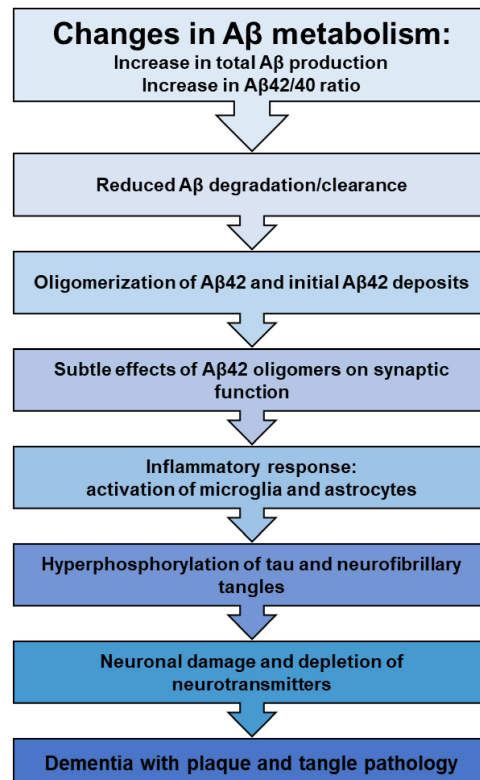 Changes in Aβ metabolism:
Increase in total Aβ production
Increase in Aβ42/40 ratio
Reduced Aβ degradation/clearance
Oligomerization of Aβ42 and initial Aβ42 deposits
Subtle effects of Aβ42 oligomers on synaptic
function
Inflammatory response:
activation of microglia and astrocytes
Hyperphosphorylation of tau and neurofibrillary
tangles
Neuronal damage and depletion of
neurotransmitters
Dementia with plaque and tangle pathology